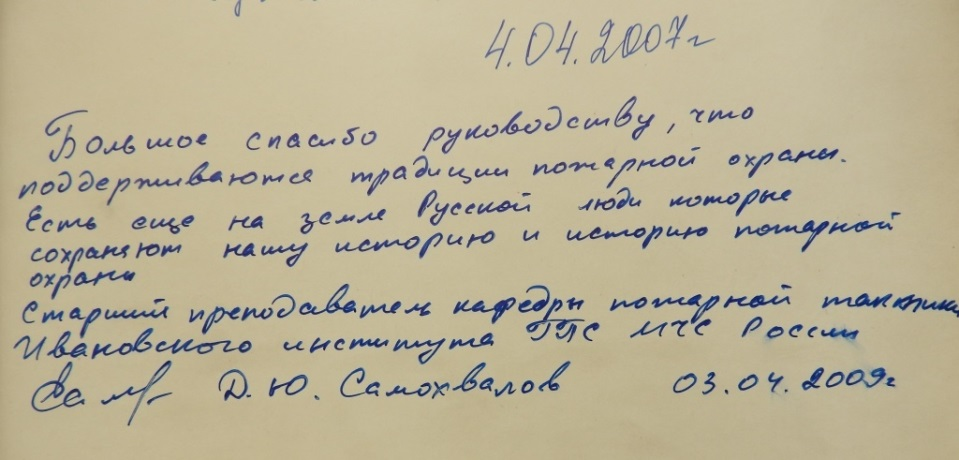 4.04.2007г
Большое спасибо руководству, что
поддерживаются традиции пожарной охраны.
Есть еще на земле Русской люди которые
сохраняют нашу историю и историю пожарной
охраны
Старший преподаватель кафедры пожарной тактики
Ивановского института ГПС МЧС России
Д.Ю. Самохвалов 03.04.2009г